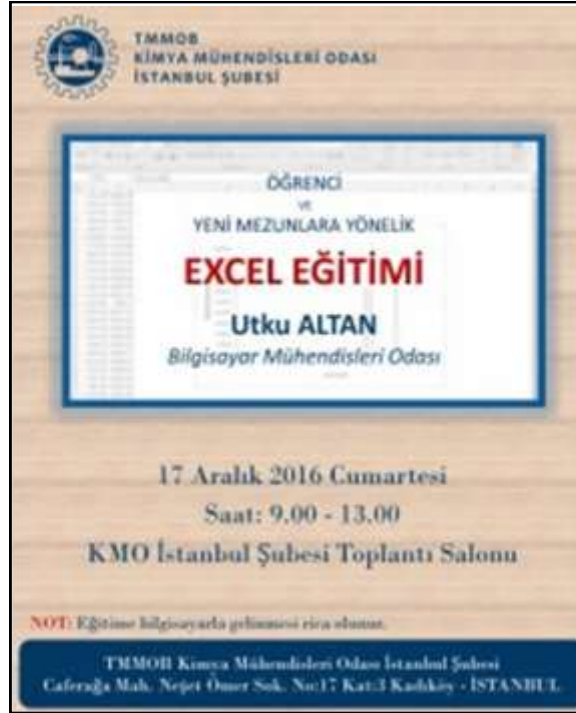 TMMOB
KİMYA MÜHENDİSLERİ ODASI
İSTANBUL ŞUBESİ
ÖĞRENCİ
ve
YENİ MEZUNLARA YÖNELİK
EXCEL EĞİTİMİ
Utku ALTAN
Bilgisayar Mühendisleri Odası
17 Aralık 2016 Cumartesi
Saat: 9.00 - 13.00
KMO İstanbul Şubesi Toplantı Salonu
NOT: Eğitime bilgisayarla gelinmesi rica olunur.
TMMOB Kimya Mühendisleri Odası İstanbul Şubesi
Caferağa Mah. Neşet Ömer Sok. No:17 Kat:3 Kadıköy - İSTANBUL